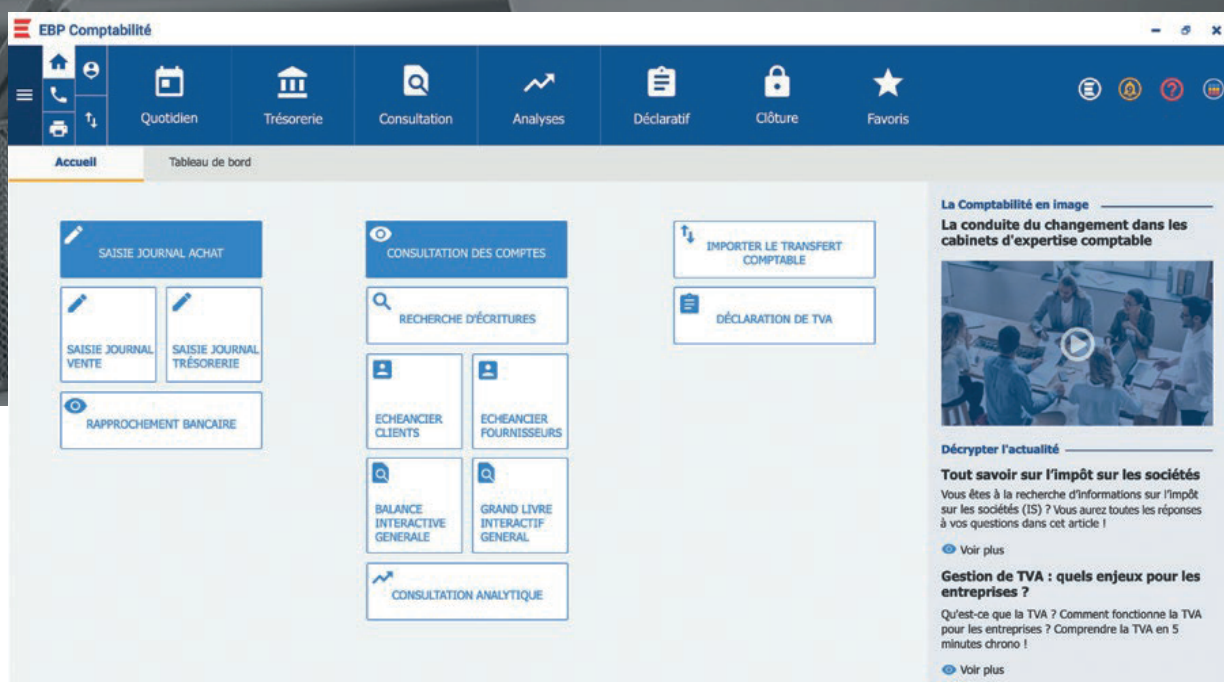 EBP Comptabilité
Quotidien
Trésorerie
Consultation
Analyses
Déclaratif
Clôture
Favoris
Accueil
Tableau de bord
SAISIE JOURNAL ACHAT
SAISIE JOURNAL
VENTE
SAISIE JOURNAL
TRÉSORERIE
RAPPROCHEMENT BANCAIRE
CONSULTATION DES COMPTES
RECHERCHE D'ÉCRITURES
ECHEANCIER
CLIENTS
ECHEANCIER
FOURNISSEURS
BALANCE
INTERACTIVE
GENERALE
GRAND LIVRE
INTERACTIF
GENERAL
CONSULTATION ANALYTIQUE
IMPORTER LE TRANSFERT
COMPTABLE
DÉCLARATION DE TVA
La Comptabilité en image
La conduite du changement dans les
cabinets d'expertise comptable
Décrypter l'actualité
Tout savoir sur l'impôt sur les sociétés
Vous êtes à la recherche d'informations sur l'impôt
sur les sociétés (IS) ? Vous aurez toutes les réponses
à vos questions dans cet article !
Voir plus
Gestion de TVA : quels enjeux pour les
entreprises ?
Qu'est-ce que la TVA ? Comment fonctionne la TVA
pour les entreprises ? Comprendre la TVA en 5
minutes chrono !
Voir plus